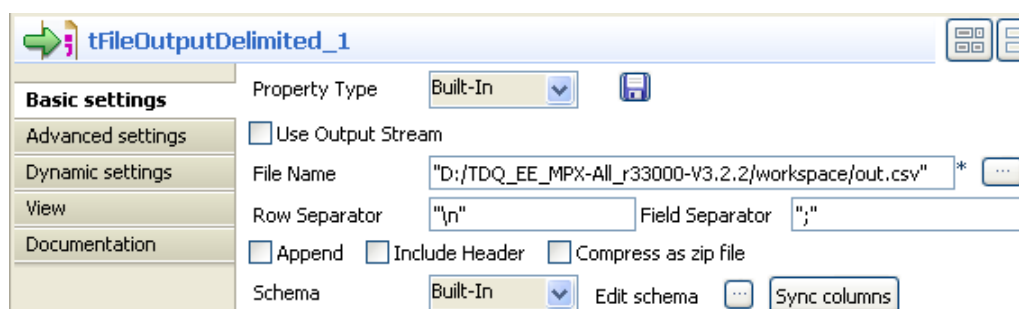 tFileOutputDelimited_1
Basic settings
Advanced settings
Dynamic settings
View
Documentation
Property Type Built-In
Use Output Stream
File Name "D:/TDQ_EE_MPX-All_r33000-V3.2.2/workspace/out.csv" * ...
Row Separator "\n" Field Separator ";"
Append Include Header Compress as zip file
Schema Built-In Edit schema ... Sync columns